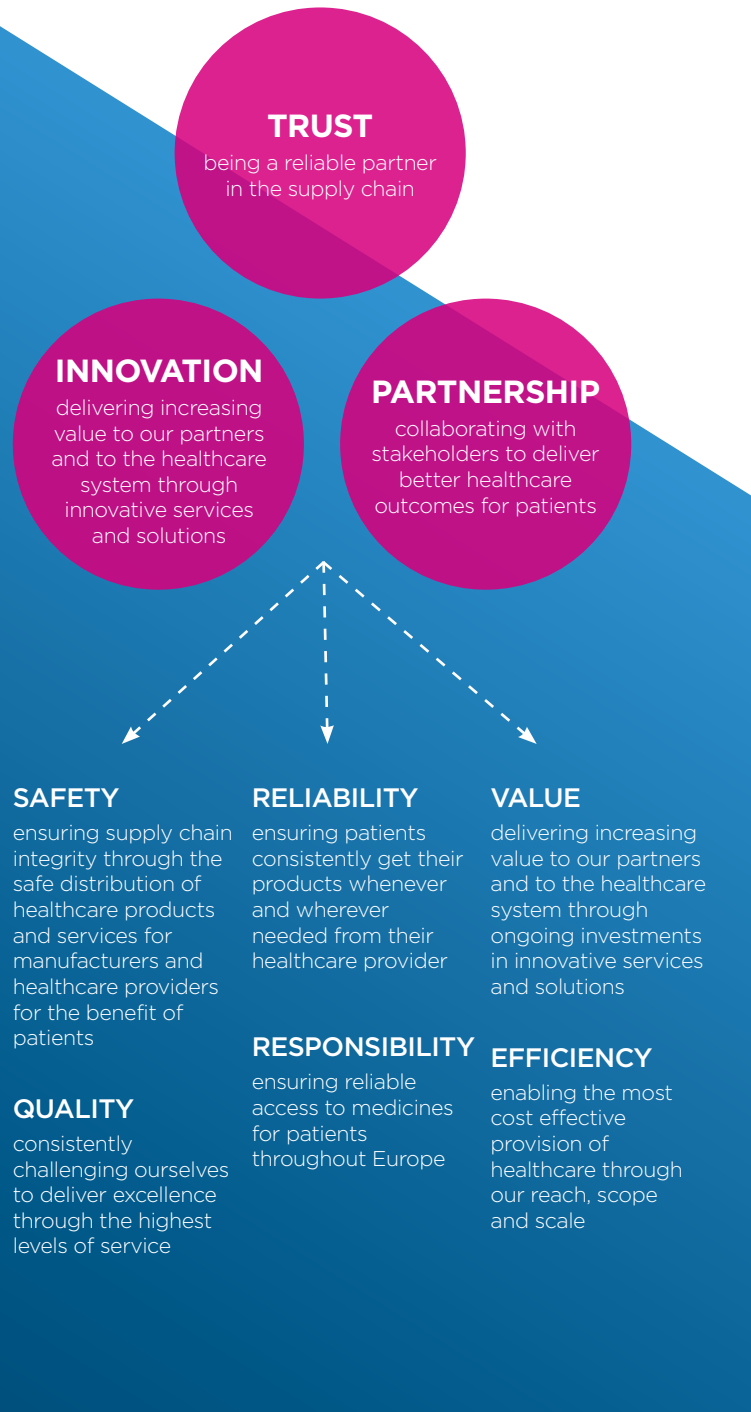 TRUST
being a reliable partner
in the supply chain
INNOVATION
delivering increasing
value to our partners
and to the healthcare
system through
innovative services
and solutions
PARTNERSHIP
collaborating with
stakeholders to deliver
better healthcare
outcomes for patients
SAFETY
ensuring supply chain
integrity through the
safe distribution of
healthcare products
and services for
manufacturers and
healthcare providers
for the benefit of
patients
QUALITY
consistently
challenging ourselves
to deliver excellence
through the highest
levels of service
RELIABILITY
ensuring patients
consistently get their
products whenever
and wherever
needed from their
healthcare provider
RESPONSIBILITY
ensuring reliable
access to medicines
for patients
throughout Europe
VALUE
delivering increasing
value to our partners
and to the healthcare
system through
ongoing investments
in innovative services
and solutions
EFFICIENCY
enabling the most
cost effective
provision of
healthcare through
our reach, scope
and scale